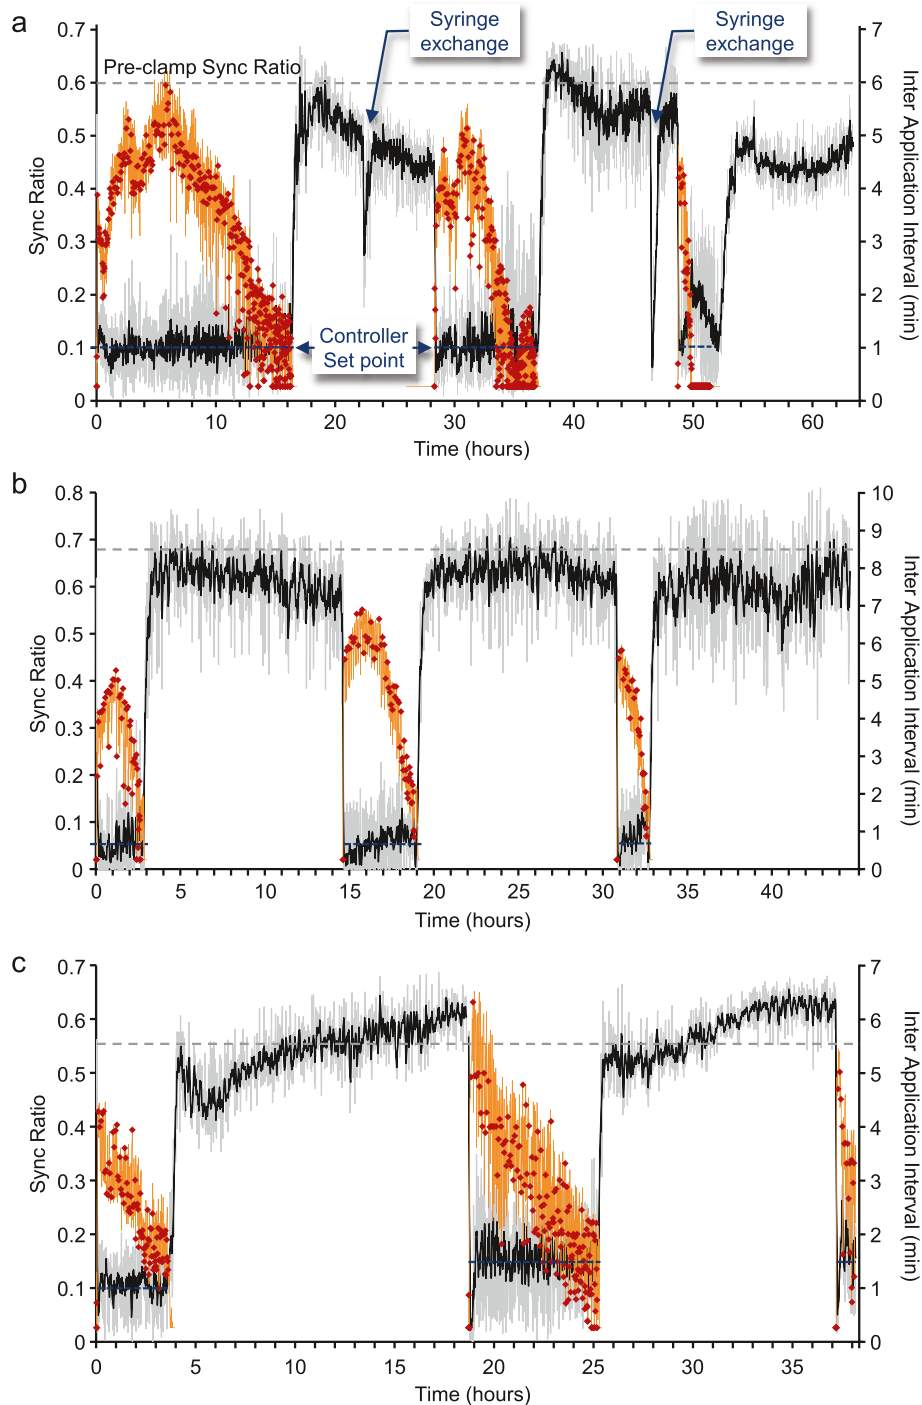 a
Syringe
exchange
Syringe
exchange
Pre-clamp Sync Ratio
Controller
Set point
0.7
0.6
0.5
0.4
0.3
0.2
0.1
0
Sync Ratio
7
6
5
4
3
2
1
0
Inter Application Interval (min)
0 10 20 30 40 50 60
Time (hours)
b
0.8
0.7
0.6
0.5
0.4
0.3
0.2
0.1
0
Sync Ratio
10
9
8
7
6
5
4
3
2
1
0
Inter Application Interval (min)
0 5 10 15 20 25 30 35 40
Time (hours)
c
0.7
0.6
0.5
0.4
0.3
0.2
0.1
0
Sync Ratio
7
6
5
4
3
2
1
0
Inter Application Interval (min)
0 5 10 15 20 25 30 35
Time (hours)